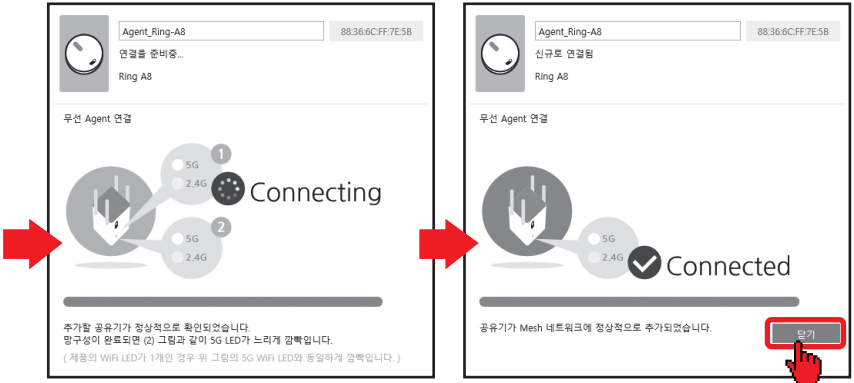 Agent_Ring-A8
88:36:6C:FF:7E:5B
연결을 준비중...
Ring A8
무선 Agent 연결
1
5G
2.4G
Connecting
2
5G
2.4G
추가할 공유기가 정상적으로 확인되었습니다.
망구성이 완료되면 (2) 그림과 같이 5G LED가 느리게 깜빡입니다.
( 제품의 WiFi LED가 1개인 경우 위 그림의 5G WiFi LED와 동일하게 깜빡입니다. )
Agent_Ring-A8
88:36:6C:FF:7E:5B
신규로 연결됨
Ring A8
무선 Agent 연결
5G
2.4G
Connected
공유기가 Mesh 네트워크에 정상적으로 추가되었습니다.
닫기